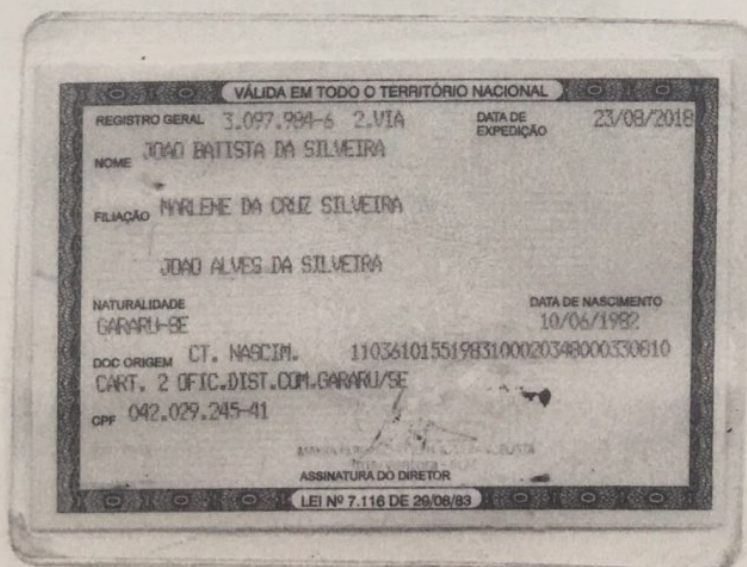 VÁLIDA EM TODO O TERRITÓRIO NACIONAL
REGISTRO GERAL 3.097.984-6 2.VIA DATA DE EXPEDIÇÃO 23/08/2018
NOME JOAO BATISTA DA SILVEIRA
FILIAÇÃO MARLENE DA CRUZ SILVEIRA
JOAO ALVES DA SILVEIRA
NATURALIDADE DATA DE NASCIMENTO
GARARU-SE 10/06/1982
DOC ORIGEM CT. NASCIM. 11036101551983100020348000330810
CART. 2 OFIC.DIST.COM.GARARU/SE
CPF 042.029.245-41
ASSINATURA DO DIRETOR
LEI Nº 7.116 DE 29/08/83